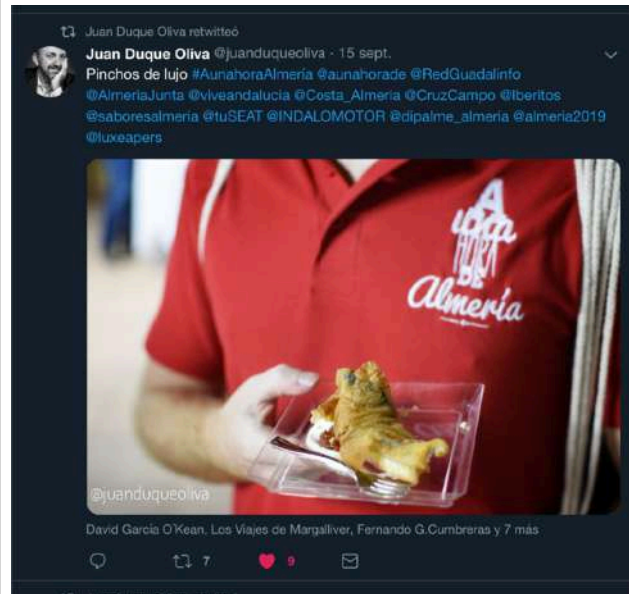 Juan Duque Oliva retwitteó
Juan Duque Oliva @juanduqueoliva · 15 sept.
Pinchos de lujo #AunahoraAlmería @aunahorade @RedGuadalinfo
@AlmeriaJunta @viveandalucia @Costa_Almeria @CruzCampo @Iberitos
@saboresalmeria @tuSEAT @INDALOMOTOR @dipalme_almeria @almeria2019
@luxeapers
A
UNA
HORA
DE
Almería
@juanduqueoliva
David García O'Kean, Los Viajes de Margalliver, Fernando G.Cumbreras y 7 más
7
9